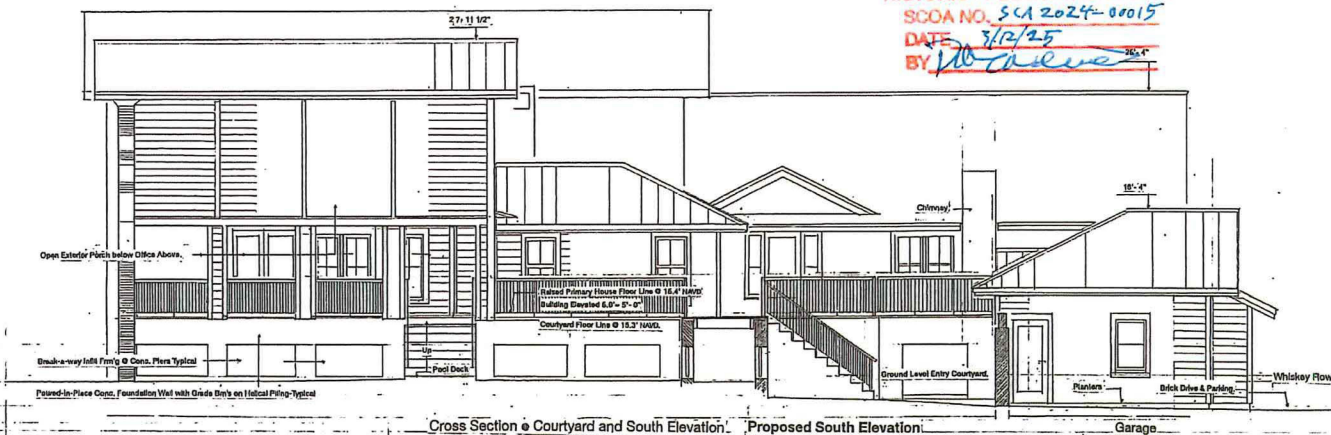 SCOA NO. SCA 2024-00015
DATE 3/12/25
BY
27'- 11 1/2"
26'- 4"
16'- 4"
Chimney
Open Exterior Porch below Office Above.
Raised Primary House Floor Line @ 16.4' NAVD.
Building Elevated 5.0'= 5'- 0"
Courtyard Floor Line @ 15.3' NAVD.
Up
Pool Deck
Break-a-way Infill Frm'g @ Conc. Piers Typical
Ground Level Entry Courtyard.
Planters
Brick Drive & Parking
Whiskey Row
Poured-in-Place Conc. Foundation Wall with Grade Bm's on Helical Piling-Typical
Cross Section @ Courtyard and South Elevation
Proposed South Elevation
Garage